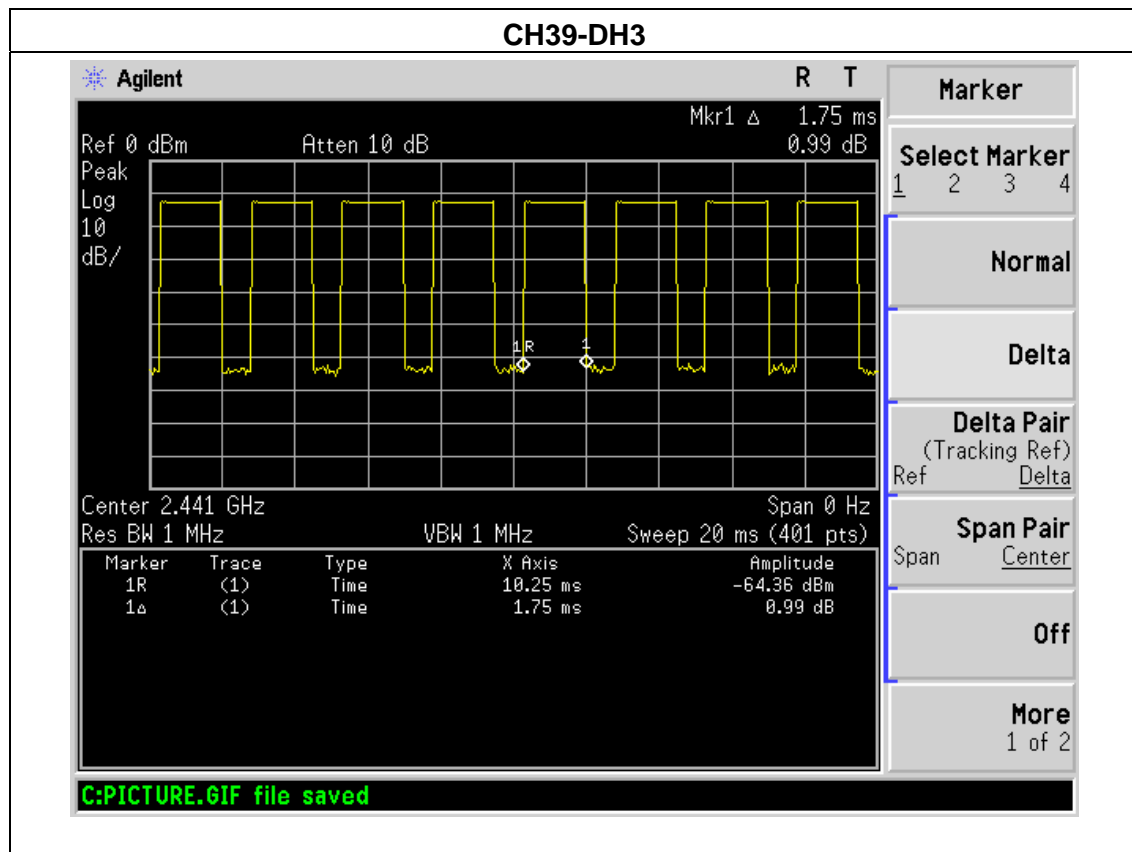 CH39-DH3
Agilent R T
Mkr1 Δ 1.75 ms
Ref 0 dBm Atten 10 dB 0.99 dB
Peak
Log
10
dB/
1R 1
Center 2.441 GHz Span 0 Hz
Res BW 1 MHz VBW 1 MHz Sweep 20 ms (401 pts)
Marker Trace Type X Axis Amplitude
1R (1) Time 10.25 ms -64.36 dBm
1Δ (1) Time 1.75 ms 0.99 dB
C:PICTURE.GIF file saved
Marker
Select Marker
1 2 3 4
Normal
Delta
Delta Pair
(Tracking Ref)
Ref Delta
Span Pair
Span Center
Off
More
1 of 2